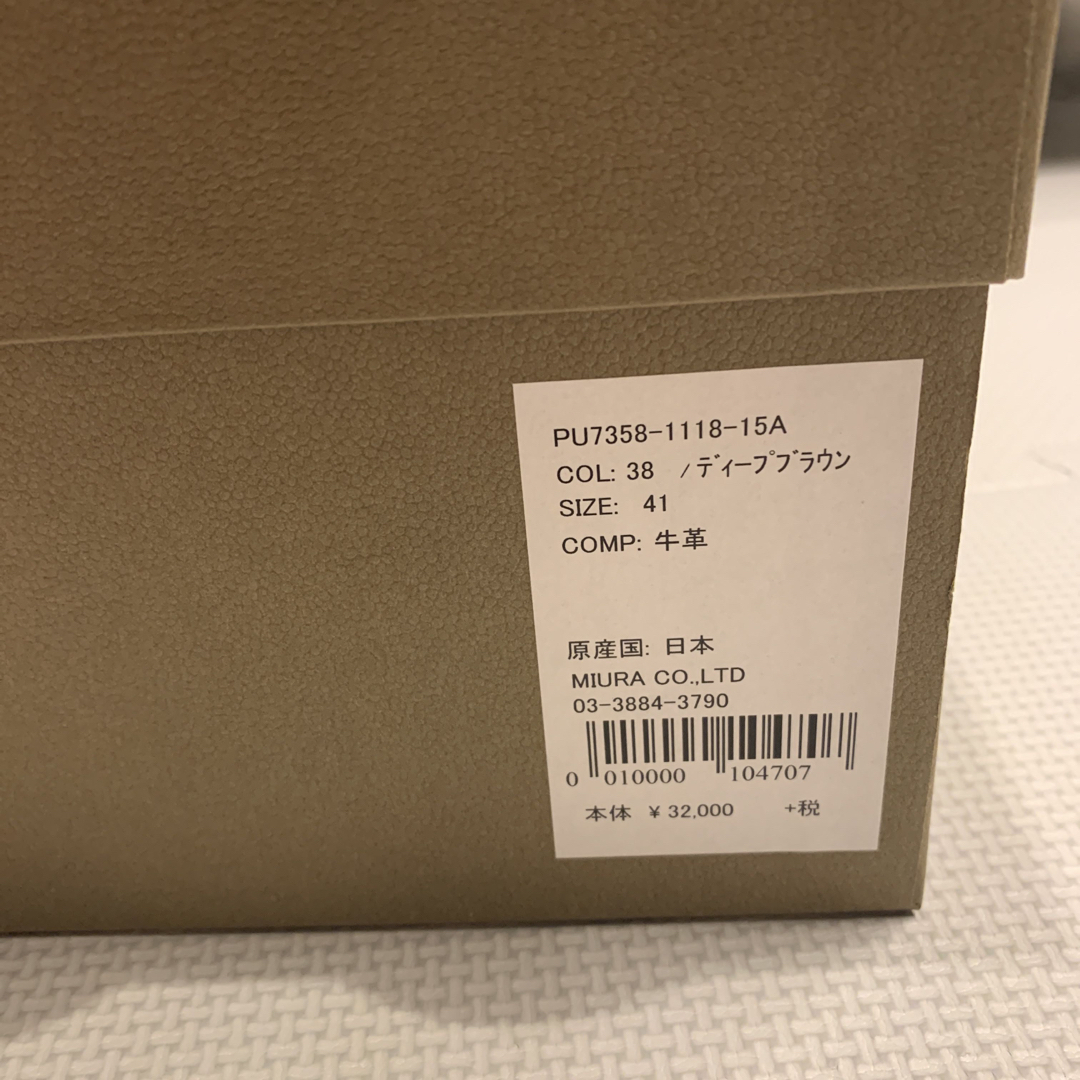 PU7358-1118-15A
COL: 38 / ディープブラウン
SIZE: 41
COMP: 牛革
原産国: 日本
MIURA CO.,LTD
03-3884-3790
0 010000 104707
本体 ¥ 32,000 +税